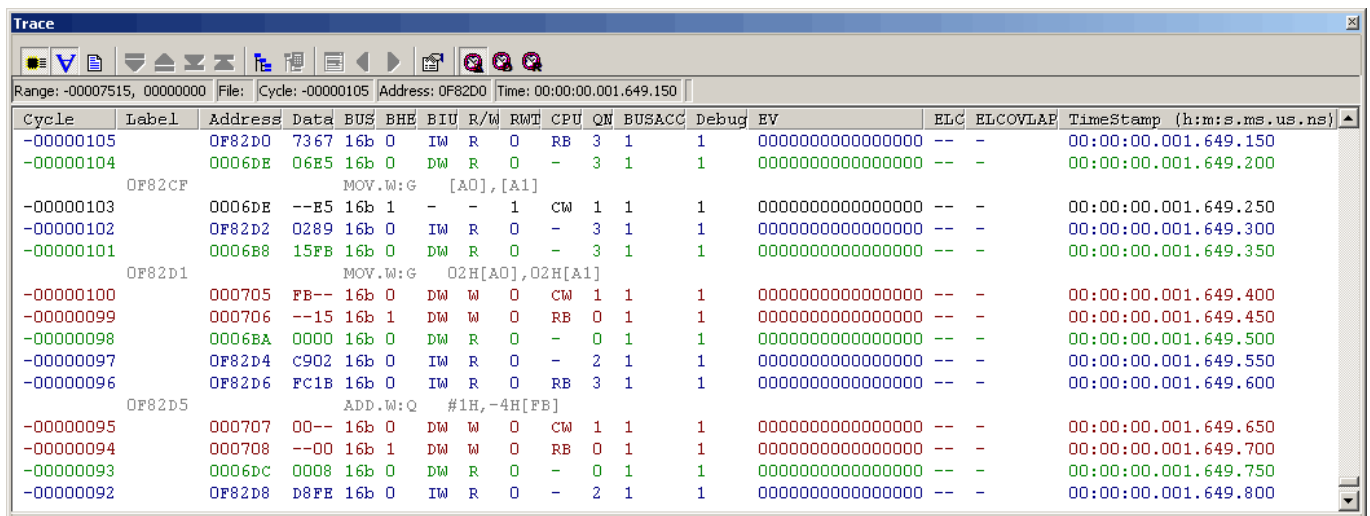 Trace
Range: -00007515, 00000000 File: Cycle: -00000105 Address: 0F82D0 Time: 00:00:00.001.649.150
Cycle Label Address Data BUS BHE BIU R/W RWT CPU QN BUSACC Debug EV ELC ELCOVLAP TimeStamp (h:m:s.ms.us.ns)
-00000105 0F82D0 7367 16b 0 IW R 0 RB 3 1 1 0000000000000000 -- - 00:00:00.001.649.150
-00000104 0006DE 06E5 16b 0 DW R 0 - 3 1 1 0000000000000000 -- - 00:00:00.001.649.200
0F82CF MOV.W:G [A0],[A1]
-00000103 0006DE --E5 16b 1 - - 1 CW 1 1 1 0000000000000000 -- - 00:00:00.001.649.250
-00000102 0F82D2 0289 16b 0 IW R 0 - 3 1 1 0000000000000000 -- - 00:00:00.001.649.300
-00000101 0006B8 15FB 16b 0 DW R 0 - 3 1 1 0000000000000000 -- - 00:00:00.001.649.350
0F82D1 MOV.W:G 02H[A0],02H[A1]
-00000100 000705 FB-- 16b 0 DW W 0 CW 1 1 1 0000000000000000 -- - 00:00:00.001.649.400
-00000099 000706 --15 16b 1 DW W 0 RB 0 1 1 0000000000000000 -- - 00:00:00.001.649.450
-00000098 0006BA 0000 16b 0 DW R 0 - 0 1 1 0000000000000000 -- - 00:00:00.001.649.500
-00000097 0F82D4 C902 16b 0 IW R 0 - 2 1 1 0000000000000000 -- - 00:00:00.001.649.550
-00000096 0F82D6 FC1B 16b 0 IW R 0 RB 3 1 1 0000000000000000 -- - 00:00:00.001.649.600
0F82D5 ADD.W:Q #1H,-4H[FB]
-00000095 000707 00-- 16b 0 DW W 0 CW 1 1 1 0000000000000000 -- - 00:00:00.001.649.650
-00000094 000708 --00 16b 1 DW W 0 RB 0 1 1 0000000000000000 -- - 00:00:00.001.649.700
-00000093 0006DC 0008 16b 0 DW R 0 - 0 1 1 0000000000000000 -- - 00:00:00.001.649.750
-00000092 0F82D8 D8FE 16b 0 IW R 0 - 2 1 1 0000000000000000 -- - 00:00:00.001.649.800